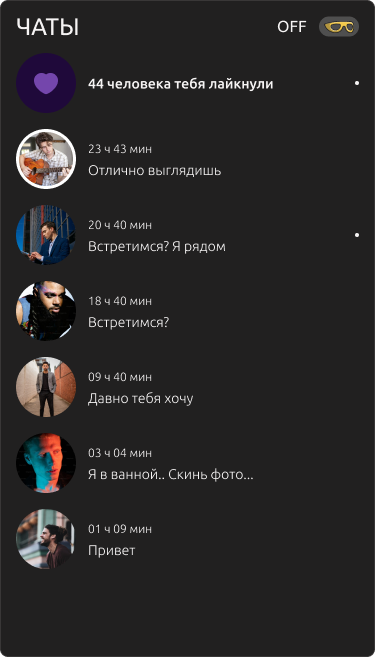 ЧАТЫ
OFF
44 человека тебя лайкнули
23 ч 43 мин
Отлично выглядишь
20 ч 40 мин
Встретимся? Я рядом
18 ч 40 мин
Встретимся?
09 ч 40 мин
Давно тебя хочу
03 ч 04 мин
Я в ванной.. Скинь фото...
01 ч 09 мин
Привет